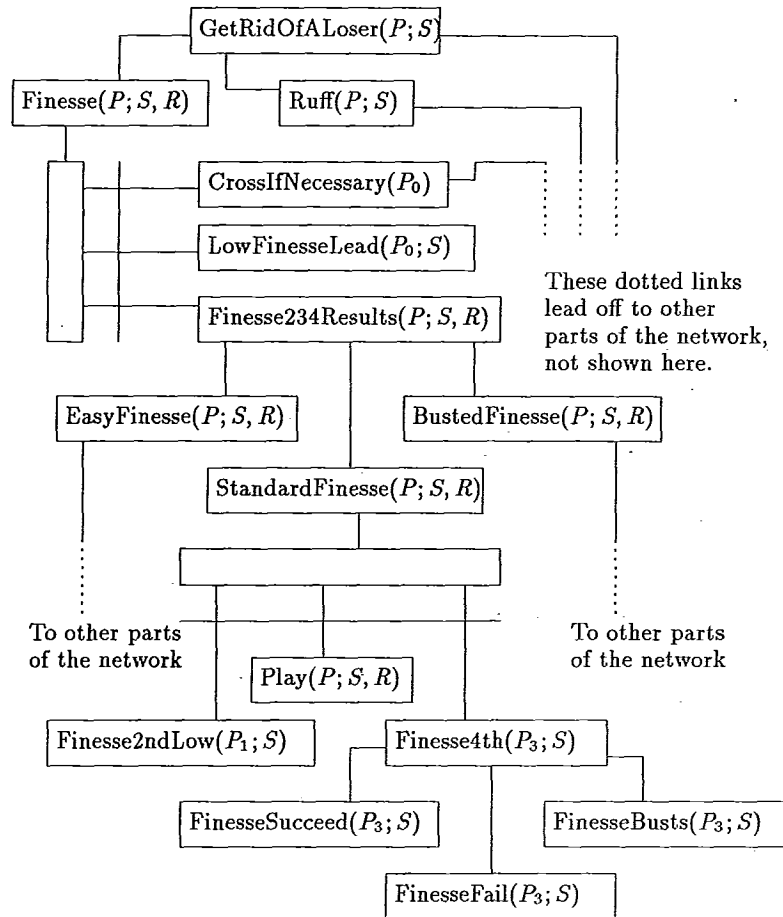 GetRidOfALoser(P; S)
Finesse(P; S, R)
Ruff(P; S)
CrossIfNecessary(P₀)
LowFinesseLead(P₀; S)
Finesse234Results(P; S, R)
These dotted links
lead off to other
parts of the network,
not shown here.
EasyFinesse(P; S, R)
BustedFinesse(P; S, R)
StandardFinesse(P; S, R)
To other parts
of the network
To other parts
of the network
Play(P; S, R)
Finesse2ndLow(P₁; S)
Finesse4th(P₃; S)
FinesseSucceed(P₃; S)
FinesseBusts(P₃; S)
FinesseFail(P₃; S)